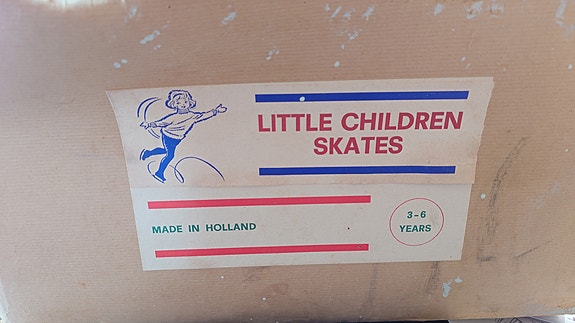 LITTLE CHILDREN
SKATES
MADE IN HOLLAND
3-6
YEARS